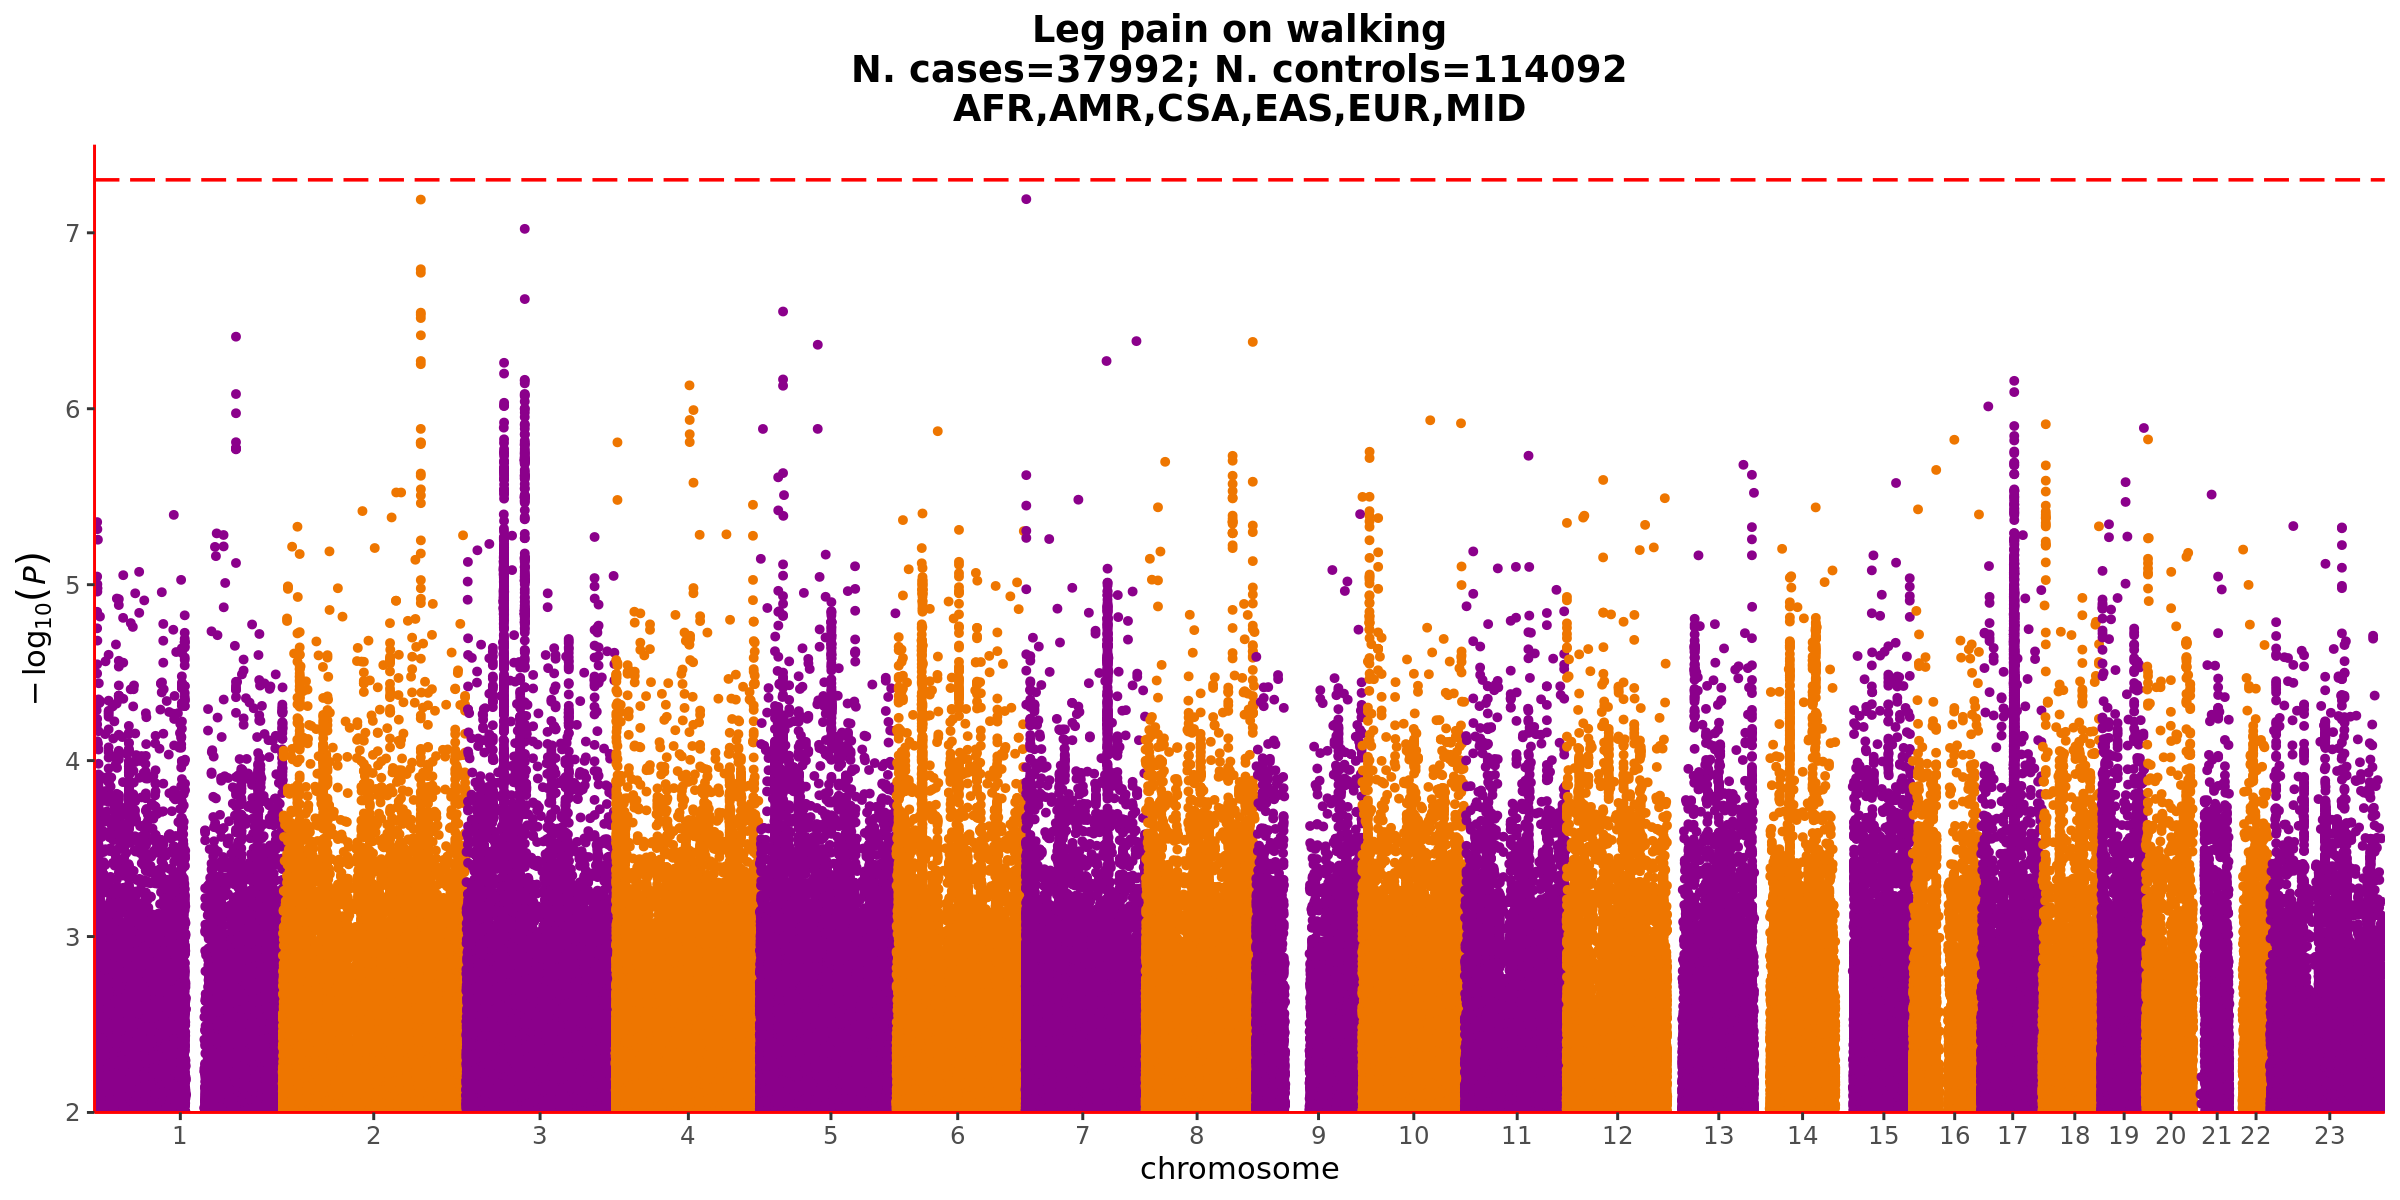 Leg pain on walking
N. cases=37992; N. controls=114092
AFR,AMR,CSA,EAS,EUR,MID
−log10(P)
7
6
5
4
3
2
1 2 3 4 5 6 7 8 9 10 11 12 13 14 15 16 17 18 19 20 21 22 23
chromosome